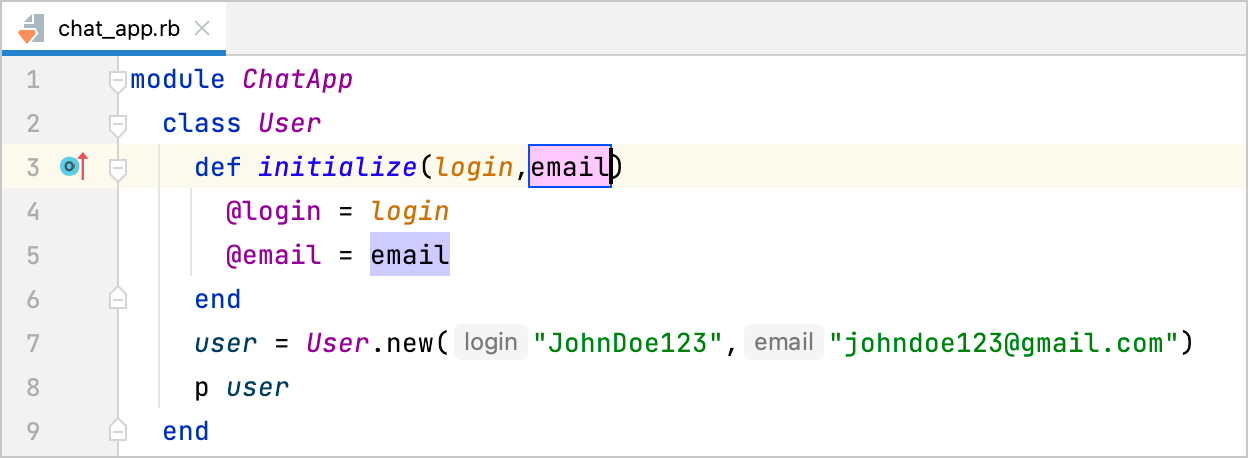 chat_app.rb
1 module ChatApp
2 class User
3 def initialize(login,email)
4 @login = login
5 @email = email
6 end
7 user = User.new( login "JohnDoe123", email "johndoe123@gmail.com")
8 p user
9 end